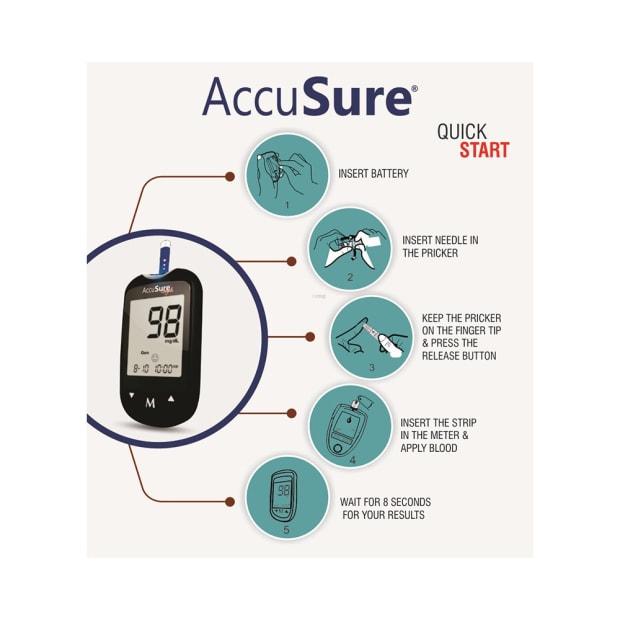 AccuSure®
QUICK
START
1
INSERT BATTERY
2
INSERT NEEDLE IN
THE PRICKER
3
KEEP THE PRICKER
ON THE FINGER TIP
& PRESS THE
RELEASE BUTTON
4
INSERT THE STRIP
IN THE METER &
APPLY BLOOD
5
WAIT FOR 8 SECONDS
FOR YOUR RESULTS
AccuSure
98
mg/dL
8-10 10:00
M
98
M